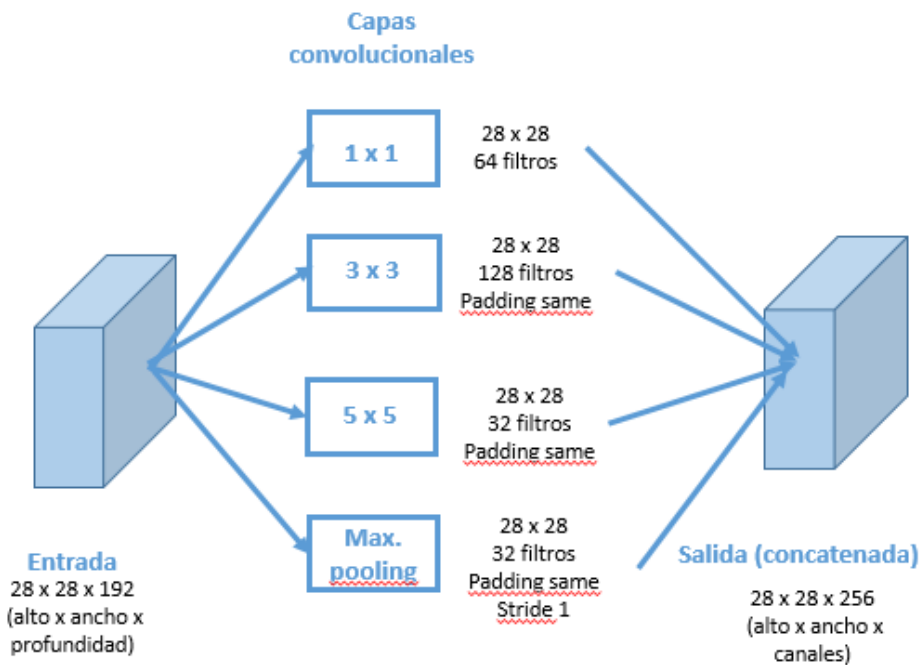 Capas
convolucionales
1 x 1
28 x 28
64 filtros
3 x 3
28 x 28
128 filtros
Padding same
5 x 5
28 x 28
32 filtros
Padding same
Max.
pooling
28 x 28
32 filtros
Padding same
Stride 1
Entrada
28 x 28 x 192
(alto x ancho x
profundidad)
Salida (concatenada)
28 x 28 x 256
(alto x ancho x
canales)